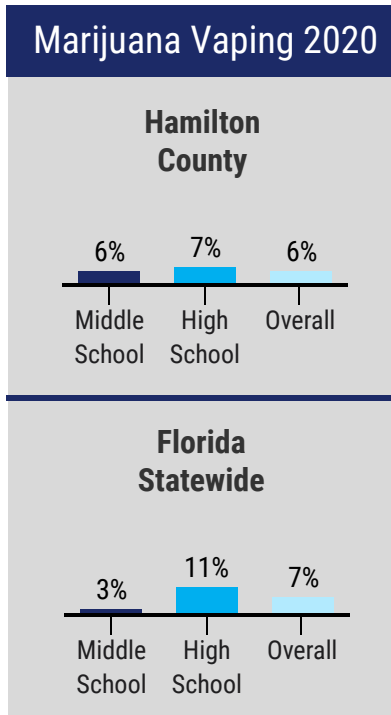 Marijuana Vaping 2020
Hamilton
County
6% 7% 6%
Middle High Overall
School School
Florida
Statewide
3% 11% 7%
Middle High Overall
School School